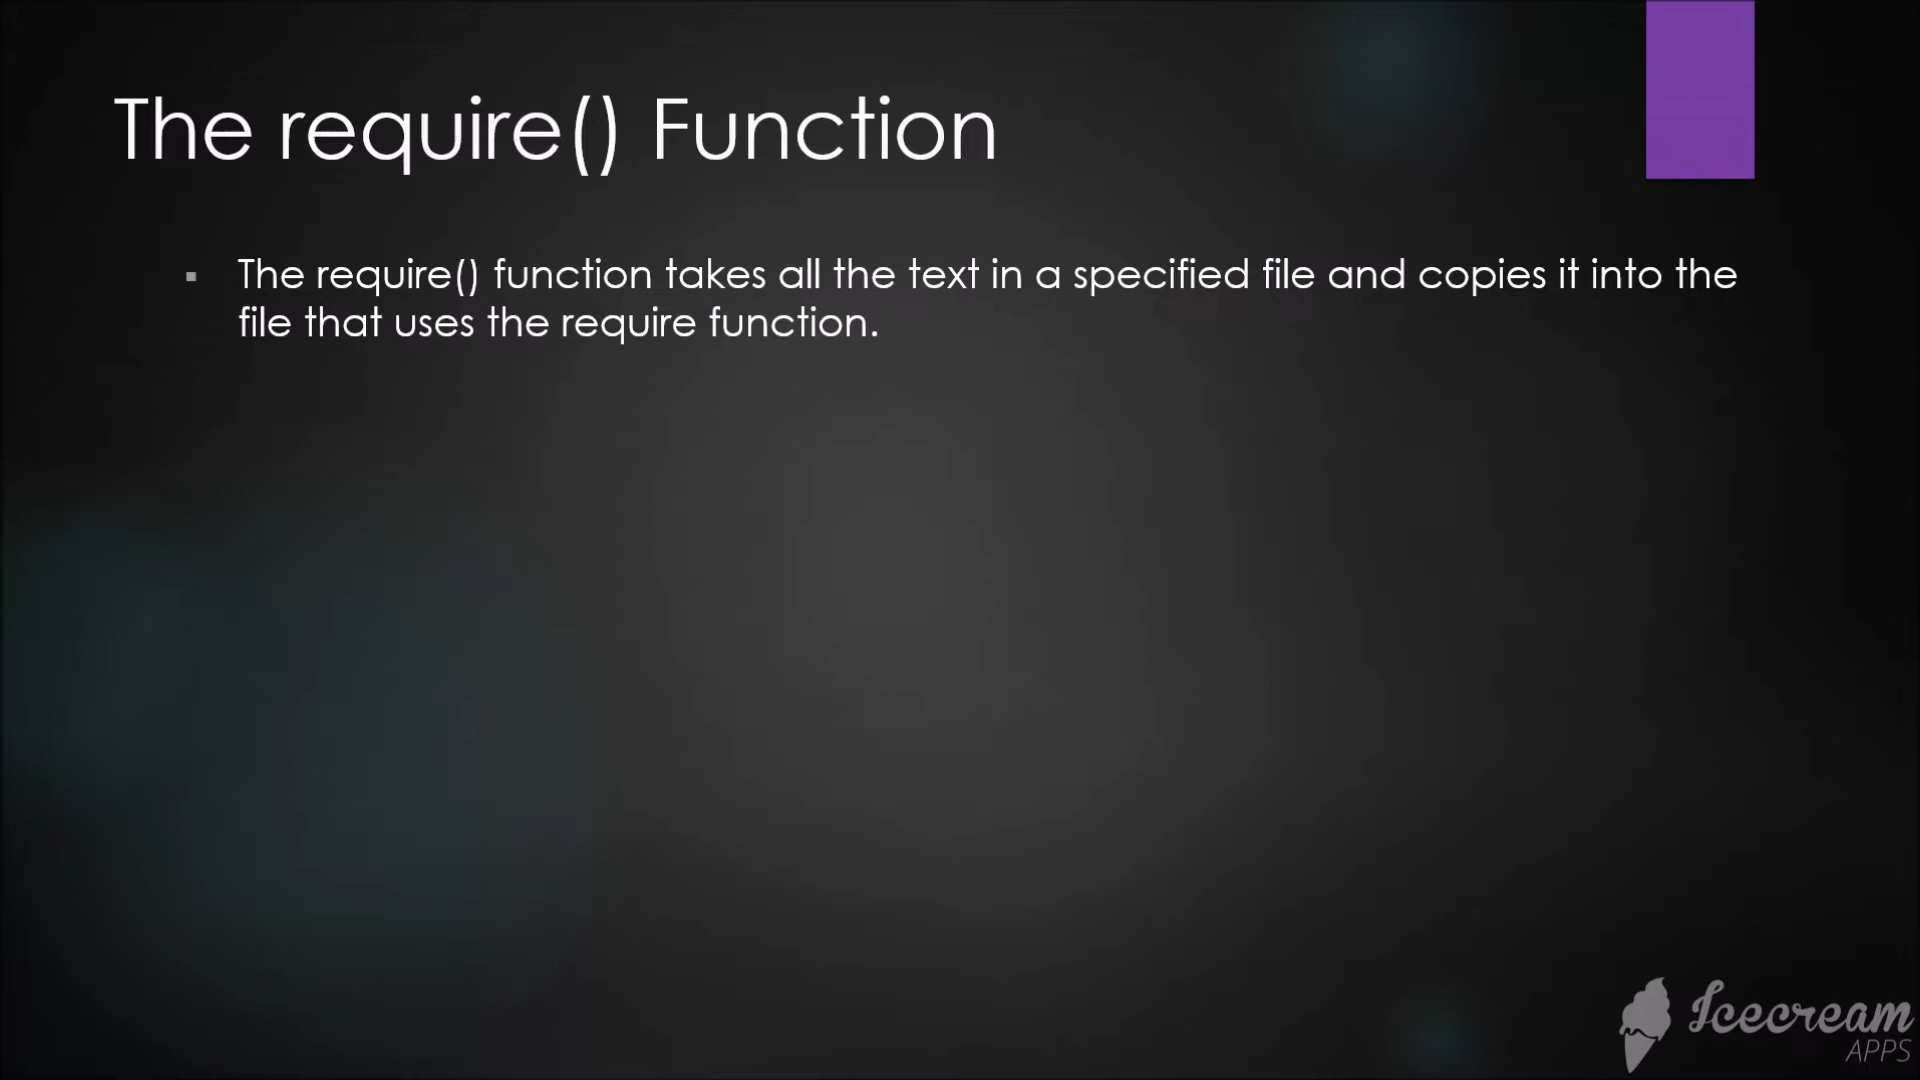 The require() Function
▪ The require() function takes all the text in a specified file and copies it into the
file that uses the require function.
Icecream
APPS